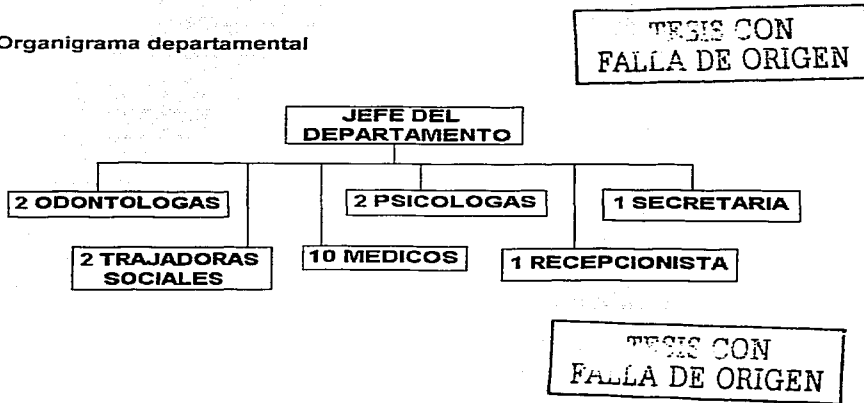 Organigrama departamental
TESIS CON
FALLA DE ORIGEN
JEFE DEL
DEPARTAMENTO
2 ODONTOLOGAS
2 PSICOLOGAS
1 SECRETARIA
2 TRAJADORAS
SOCIALES
10 MEDICOS
1 RECEPCIONISTA
TESIS CON
FALLA DE ORIGEN